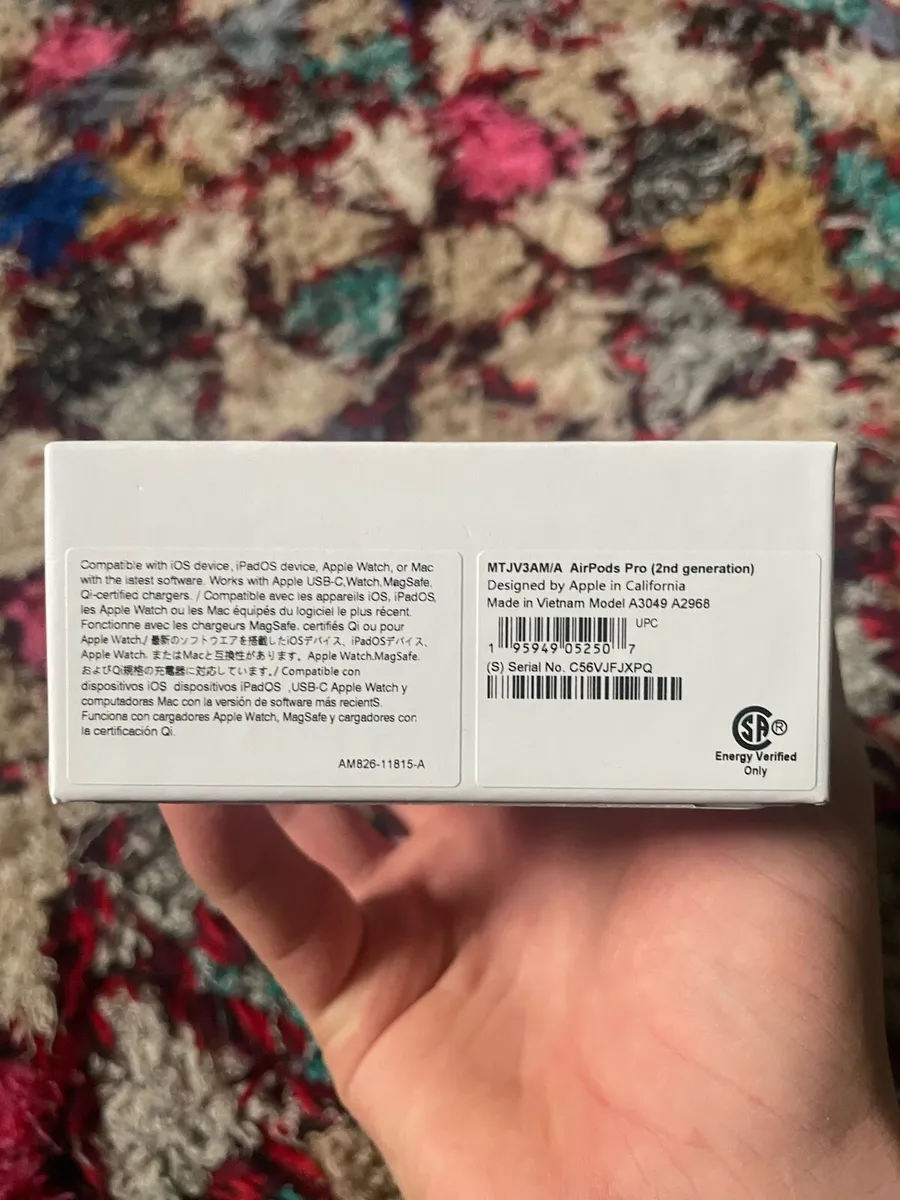 Compatible with iOS device, iPadOS device, Apple Watch, or Mac
with the latest software. Works with Apple USB-C,Watch,MagSafe,
Qi-certified chargers. / Compatible avec les appareils iOS, iPadOS,
les Apple Watch ou les Mac équipés du logiciel le plus récent.
Fonctionne avec les chargeurs MagSafe, certifiés Qi ou pour
Apple Watch./ 最新のソフトウエアを搭載したiOSデバイス、iPadOSデバイス、
Apple Watch、またはMacと互換性があります。Apple Watch.MagSafe.
およびQi規格の充電器に対応しています。/ Compatible con
dispositivos iOS dispositivos iPadOS ,USB-C Apple Watch y
computadoras Mac con la versión de software más recientS.
Funciona con cargadores Apple Watch, MagSafe y cargadores con
la certificación Qi.
AM826-11815-A
MTJV3AM/A AirPods Pro (2nd generation)
Designed by Apple in California
Made in Vietnam Model A3049 A2968
UPC
1 95949 05250 7
(S) Serial No. C56VJFJXPQ
SA ®
Energy Verified
Only